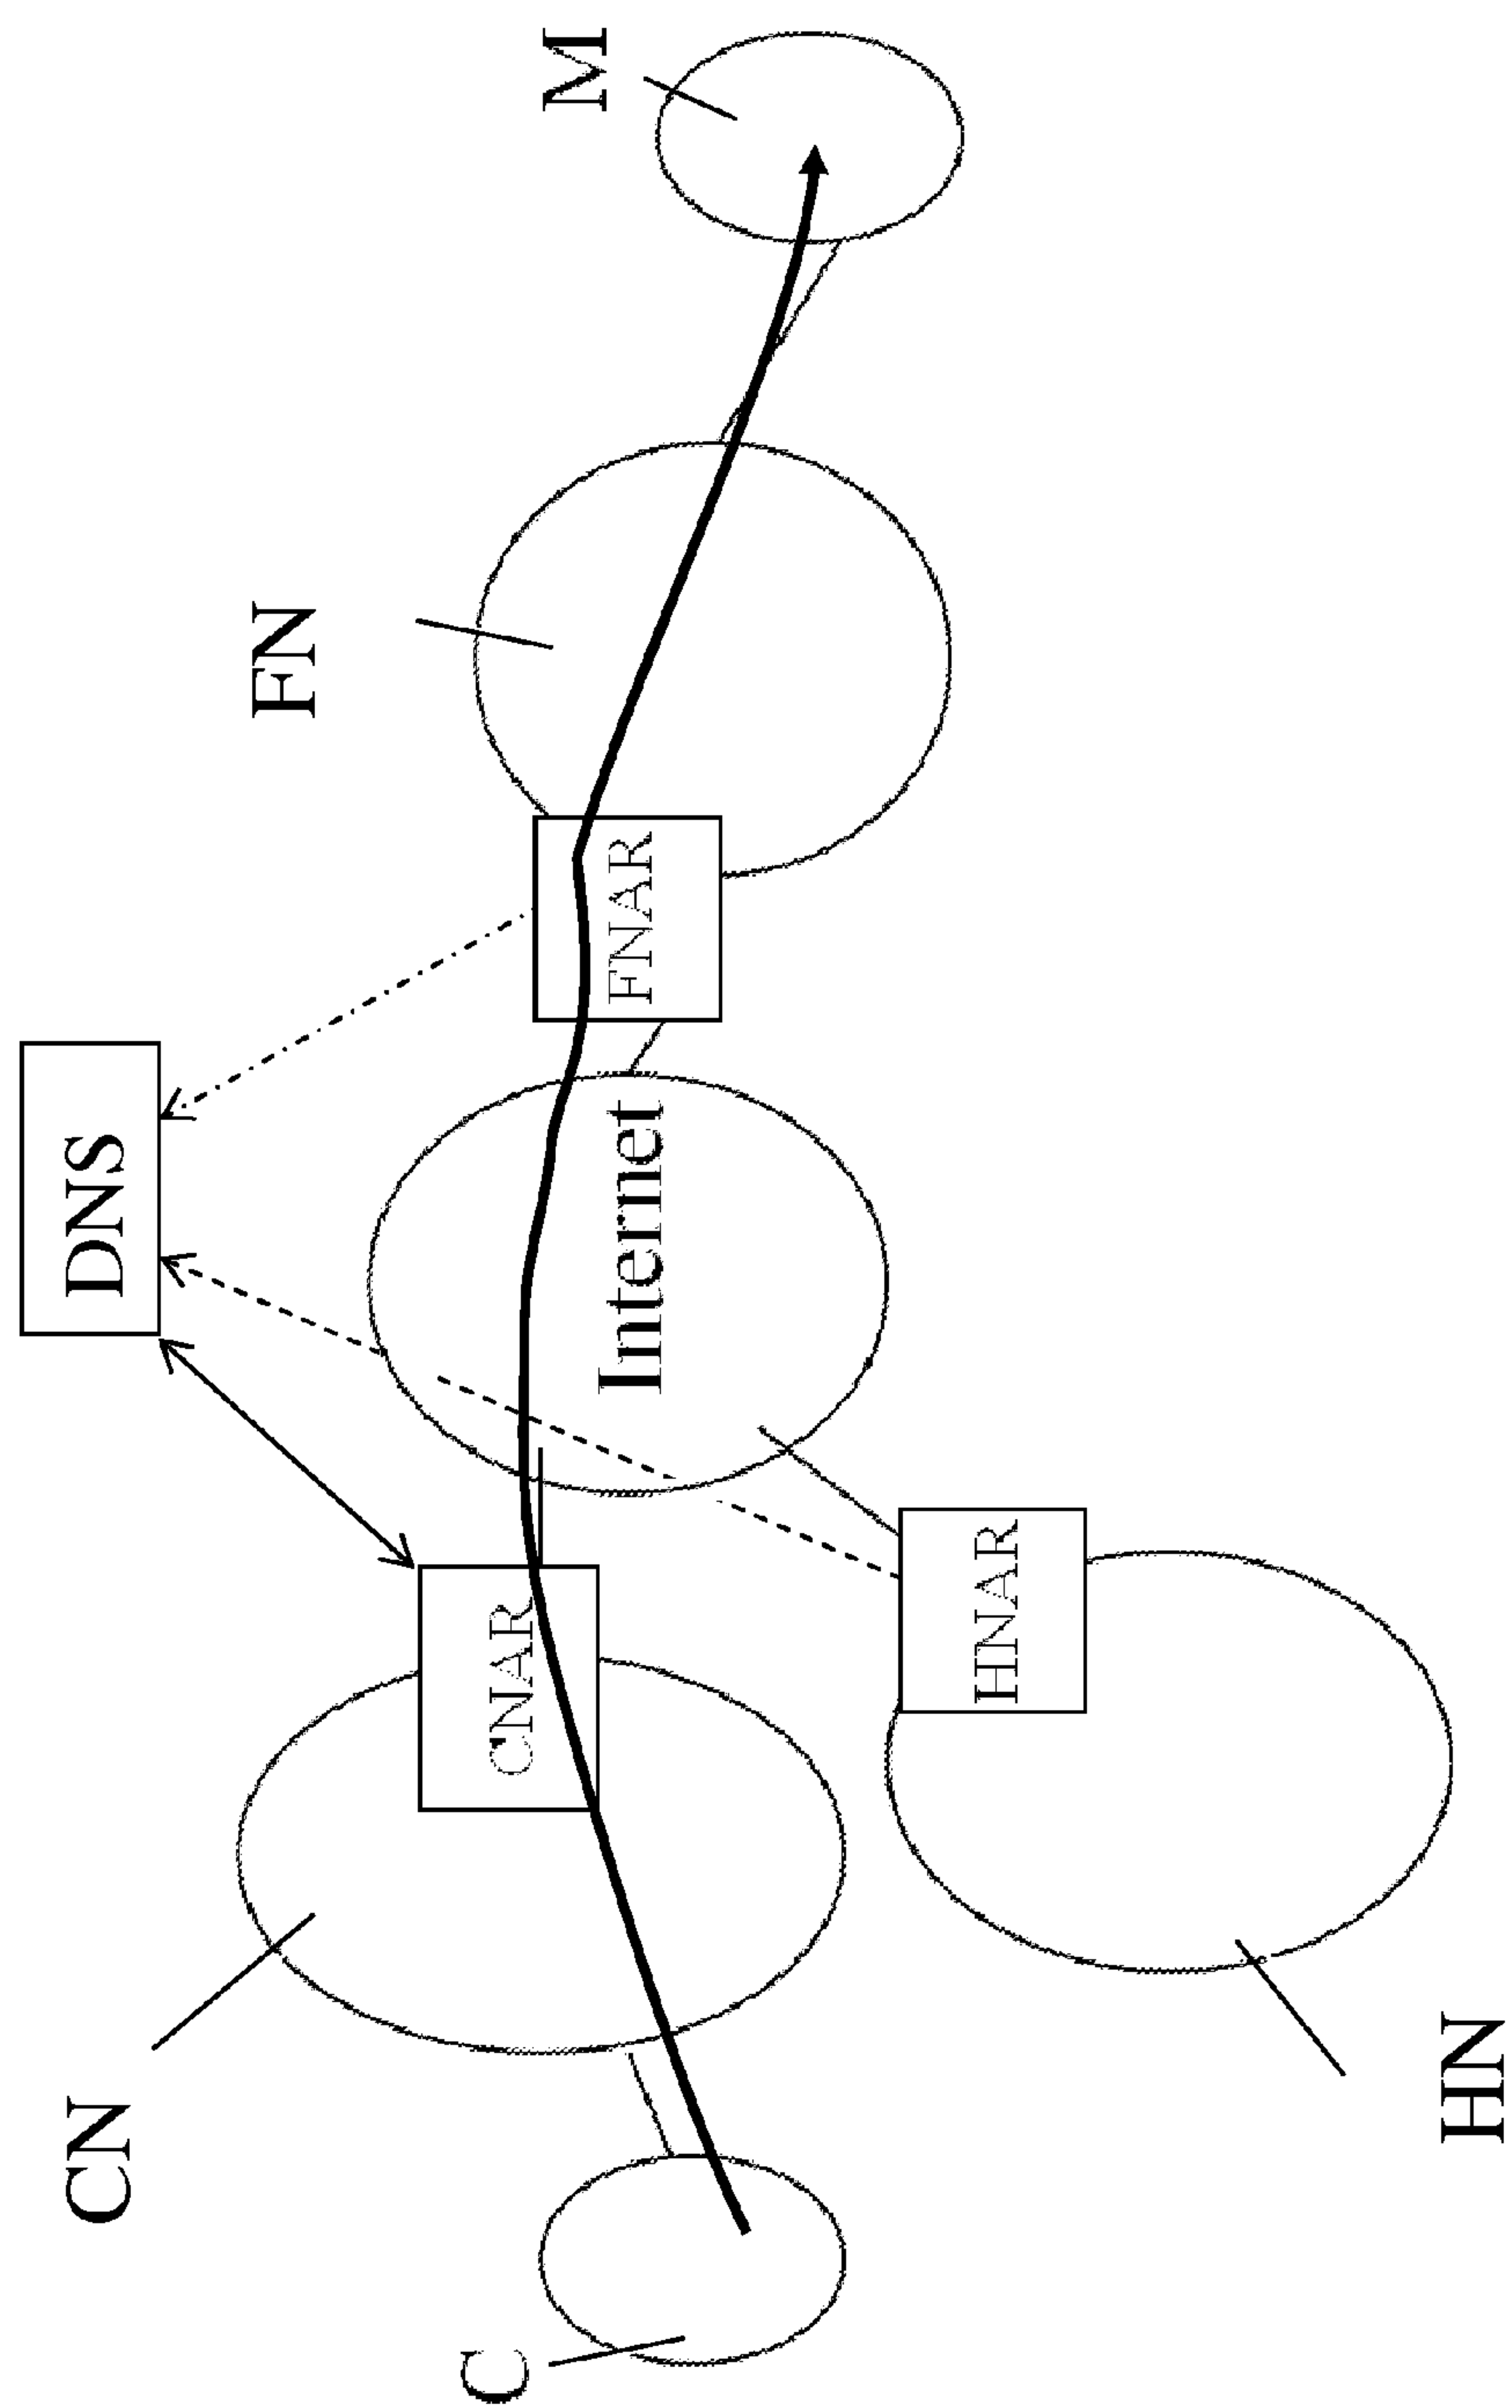 DNS
CN
FN
C
CNAR
Internet
FNAR
M
HNAR
HN